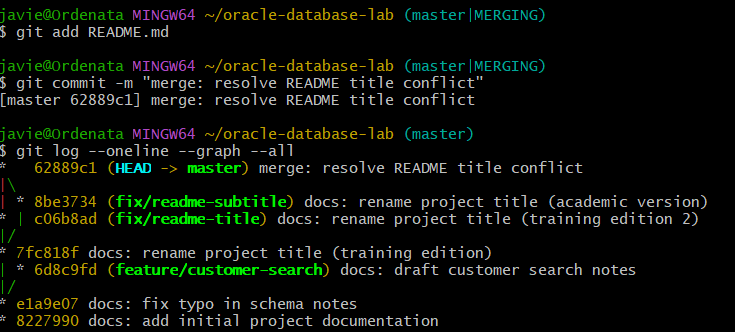 javie@Ordenata MINGW64 ~/oracle-database-lab (master|MERGING)
$ git add README.md

javie@Ordenata MINGW64 ~/oracle-database-lab (master|MERGING)
$ git commit -m "merge: resolve README title conflict"
[master 62889c1] merge: resolve README title conflict

javie@Ordenata MINGW64 ~/oracle-database-lab (master)
$ git log --oneline --graph --all
*   62889c1 (HEAD -> master) merge: resolve README title conflict
|\
| * 8be3734 (fix/readme-subtitle) docs: rename project title (academic version)
* | c06b8ad (fix/readme-title) docs: rename project title (training edition 2)
|/
* 7fc818f docs: rename project title (training edition)
| * 6d8c9fd (feature/customer-search) docs: draft customer search notes
|/
* e1a9e07 docs: fix typo in schema notes
* 8227990 docs: add initial project documentation